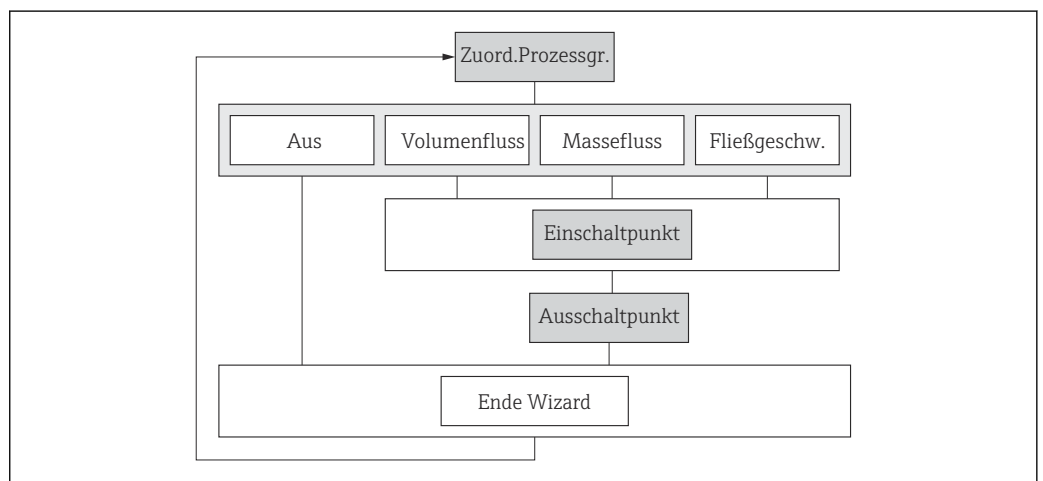 Zuord.Prozessgr.
Aus
Volumenfluss
Massefluss
Fließgeschw.
Einschaltpunkt
Ausschaltpunkt
Ende Wizard